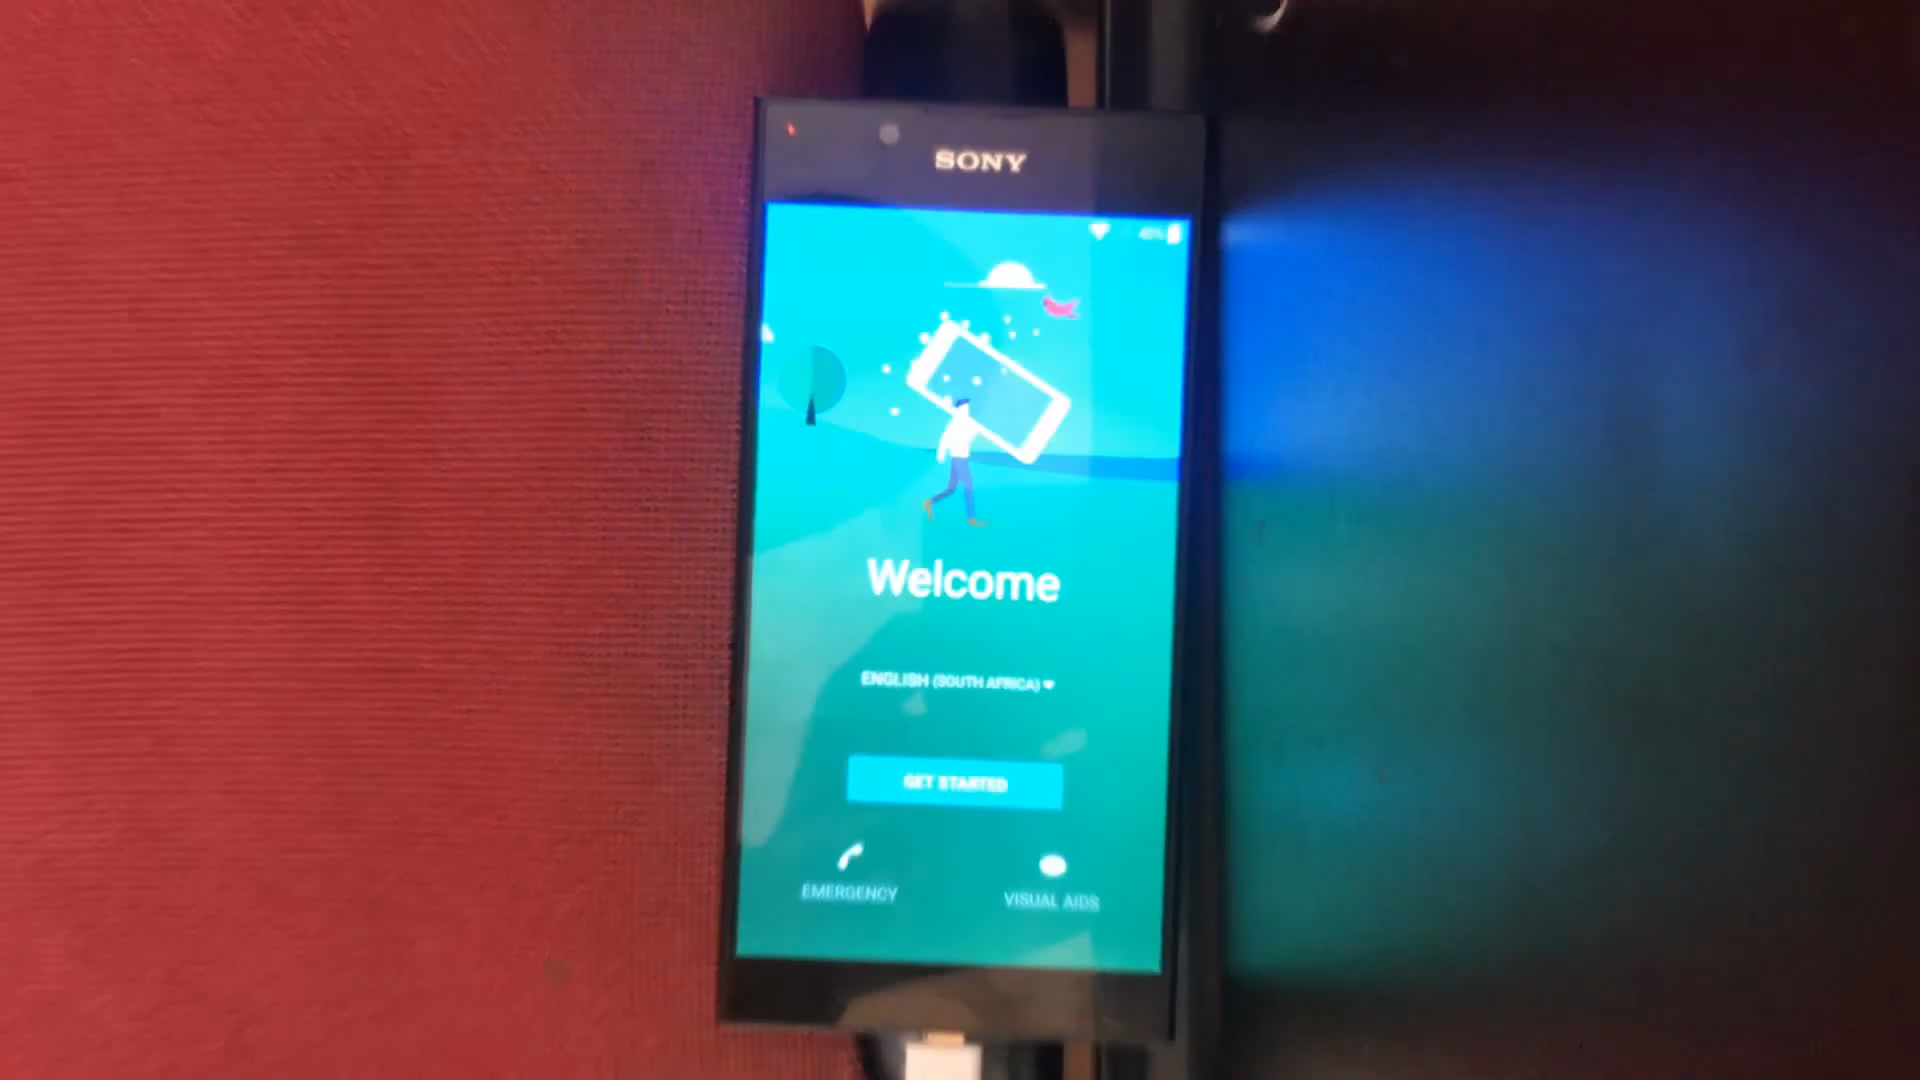 SONY
Welcome
ENGLISH (SOUTH AFRICA)
GET STARTED
EMERGENCY
VISUAL AIDS